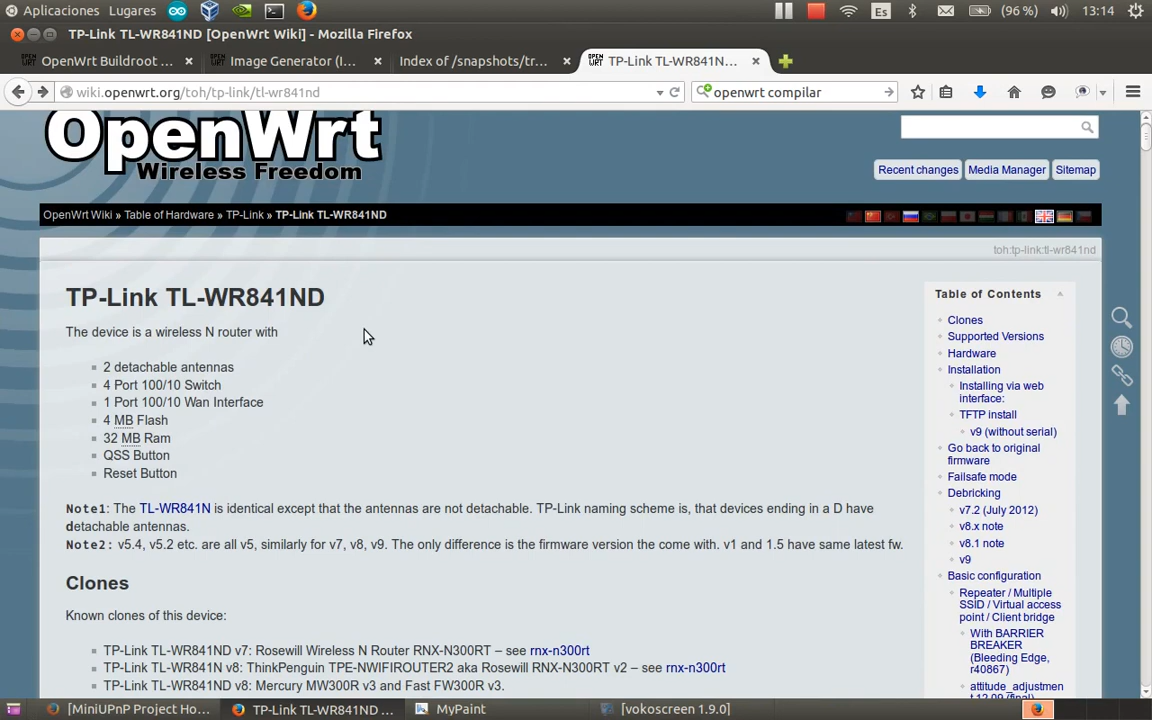 Aplicaciones Lugares Es (96 %) 13:14
TP-Link TL-WR841ND [OpenWrt Wiki] - Mozilla Firefox
OpenWrt Buildroot ... Image Generator (I... Index of /snapshots/tr... TP-Link TL-WR841N...
wiki.openwrt.org/toh/tp-link/tl-wr841nd openwrt compilar
OpenWrt
Wireless Freedom
Recent changes Media Manager Sitemap
OpenWrt Wiki » Table of Hardware » TP-Link » TP-Link TL-WR841ND
toh:tp-link:tl-wr841nd
TP-Link TL-WR841ND
The device is a wireless N router with
2 detachable antennas
4 Port 100/10 Switch
1 Port 100/10 Wan Interface
4 MB Flash
32 MB Ram
QSS Button
Reset Button
Note1: The TL-WR841N is identical except that the antennas are not detachable. TP-Link naming scheme is, that devices ending in a D have
detachable antennas.
Note2: v5.4, v5.2 etc. are all v5, similarly for v7, v8, v9. The only difference is the firmware version the come with. v1 and 1.5 have same latest fw.
Clones
Known clones of this device:
TP-Link TL-WR841ND v7: Rosewill Wireless N Router RNX-N300RT – see rnx-n300rt
TP-Link TL-WR841N v8: ThinkPenguin TPE-NWIFIROUTER2 aka Rosewill RNX-N300RT v2 – see rnx-n300rt
TP-Link TL-WR841ND v8: Mercury MW300R v3 and Fast FW300R v3.
Table of Contents
Clones
Supported Versions
Hardware
Installation
Installing via web
interface:
TFTP install
v9 (without serial)
Go back to original
firmware
Failsafe mode
Debricking
v7.2 (July 2012)
v8.x note
v8.1 note
v9
Basic configuration
Repeater / Multiple
SSID / Virtual access
point / Client bridge
With BARRIER
BREAKER
(Bleeding Edge,
r40867)
attitude_adjustmen
t 12.09 (final)
[MiniUPnP Project Ho... TP-Link TL-WR841ND ... MyPaint [vokoscreen 1.9.0]